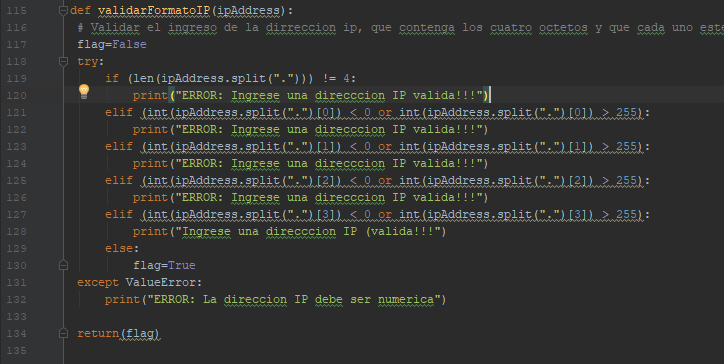 115 def validarFormatoIP(ipAddress):
116 # Validar el ingreso de la dirreccion ip, que contenga los cuatro octetos y que cada uno este
117 flag=False
118 try:
119 if (len(ipAddress.split("."))) != 4:
120 print("ERROR: Ingrese una direcccion IP valida!!!")
121 elif (int(ipAddress.split(".")[0]) < 0 or int(ipAddress.split(".")[0]) > 255):
122 print("ERROR: Ingrese una direcccion IP valida!!!")
123 elif (int(ipAddress.split(".")[1]) < 0 or int(ipAddress.split(".")[1]) > 255):
124 print("ERROR: Ingrese una direcccion IP valida!!!")
125 elif (int(ipAddress.split(".")[2]) < 0 or int(ipAddress.split(".")[2]) > 255):
126 print("ERROR: Ingrese una direcccion IP valida!!!")
127 elif (int(ipAddress.split(".")[3]) < 0 or int(ipAddress.split(".")[3]) > 255):
128 print("Ingrese una direcccion IP (valida!!!")
129 else:
130 flag=True
131 except ValueError:
132 print("ERROR: La direccion IP debe ser numerica")
133
134 return(flag)
135